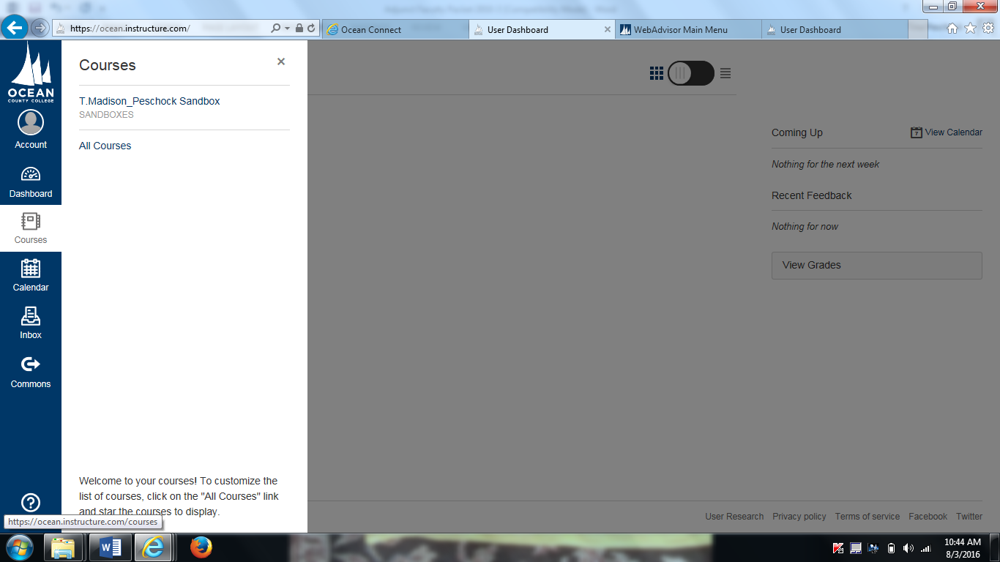 https://ocean.instructure.com/
Ocean Connect
User Dashboard
WebAdvisor Main Menu
User Dashboard
OCEAN
COUNTY COLLEGE
Account
Dashboard
Courses
Calendar
Inbox
Commons
Courses
T.Madison_Peschock Sandbox
SANDBOXES
All Courses
Welcome to your courses! To customize the
list of courses, click on the "All Courses" link
and star the courses to display.
https://ocean.instructure.com/courses
Coming Up
7
View Calendar
Nothing for the next week
Recent Feedback
Nothing for now
View Grades
User Research
Privacy policy
Terms of service
Facebook
Twitter
10:44 AM
8/3/2016